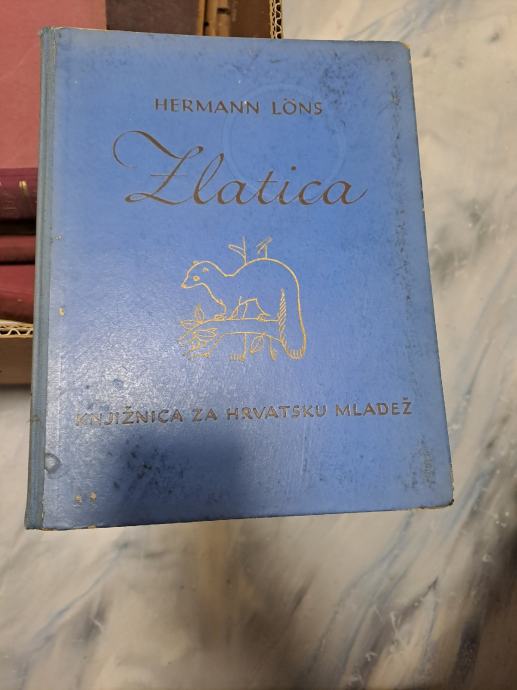 HERMANN LÖNS
Zlatica
KNJIŽNICA ZA HRVATSKU MLADEŽ